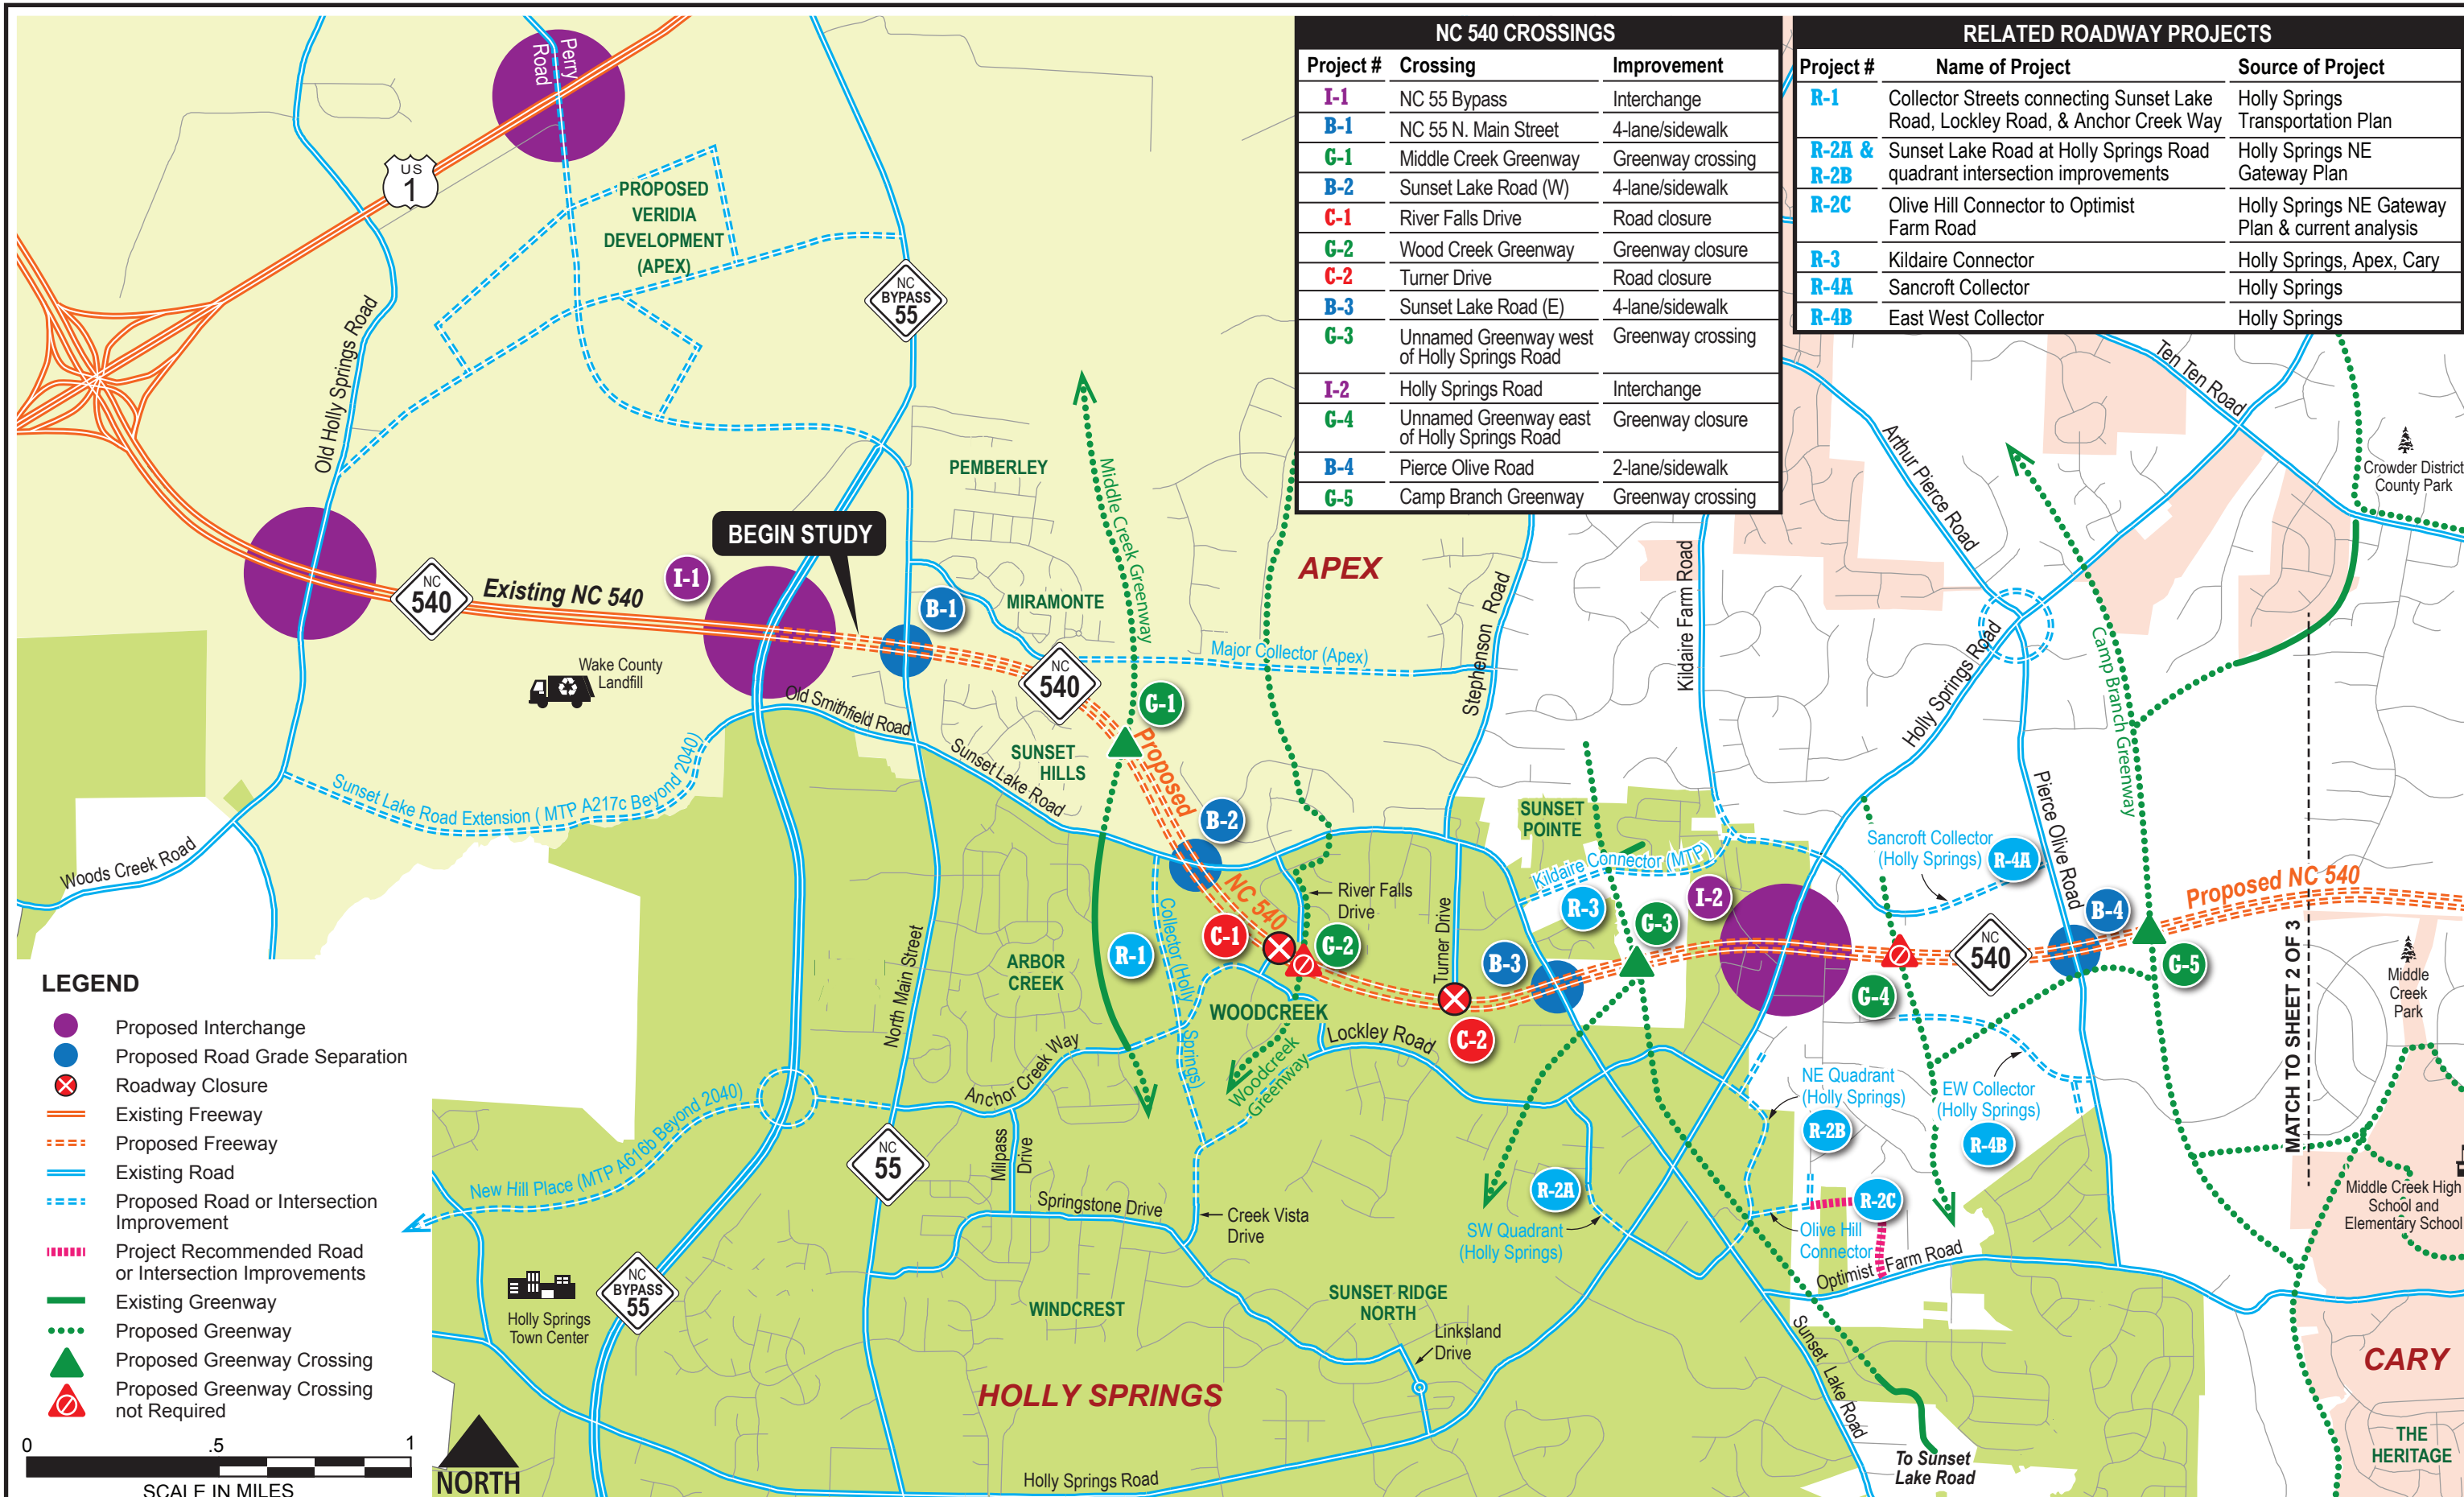 NC 540 CROSSINGS
Project # Crossing Improvement
I-1 NC 55 Bypass Interchange
B-1 NC 55 N. Main Street 4-lane/sidewalk
G-1 Middle Creek Greenway Greenway crossing
B-2 Sunset Lake Road (W) 4-lane/sidewalk
C-1 River Falls Drive Road closure
G-2 Wood Creek Greenway Greenway closure
C-2 Turner Drive Road closure
B-3 Sunset Lake Road (E) 4-lane/sidewalk
G-3 Unnamed Greenway west Greenway crossing
of Holly Springs Road
I-2 Holly Springs Road Interchange
G-4 Unnamed Greenway east Greenway closure
of Holly Springs Road
B-4 Pierce Olive Road 2-lane/sidewalk
G-5 Camp Branch Greenway Greenway crossing
RELATED ROADWAY PROJECTS
Project # Name of Project Source of Project
R-1 Collector Streets connecting Sunset Lake Holly Springs
Road, Lockley Road, & Anchor Creek Way Transportation Plan
R-2A & Sunset Lake Road at Holly Springs Road Holly Springs NE
R-2B quadrant intersection improvements Gateway Plan
R-2C Olive Hill Connector to Optimist Holly Springs NE Gateway
Farm Road Plan & current analysis
R-3 Kildaire Connector Holly Springs, Apex, Cary
R-4A Sancroft Collector Holly Springs
R-4B East West Collector Holly Springs
Perry
Road
US
1
PROPOSED
VERIDIA
DEVELOPMENT
(APEX)
NC
BYPASS
55
Old Holly Springs Road
PEMBERLEY
Middle Creek Greenway
APEX
Ten Ten Road
Arthur Pierce Road
Crowder District
County Park
BEGIN STUDY
I-1
NC
540
Existing NC 540
B-1
MIRAMONTE
Major Collector (Apex)
Stephenson Road
Kildaire Farm Road
Holly Springs Road
Camp Branch Greenway
Wake County
Landfill
NC
540
G-1
Old Smithfield Road
SUNSET
HILLS
Sunset Lake Road
Proposed
NC 540
B-2
Sunset Lake Road Extension ( MTP A217c Beyond 2040)
Woods Creek Road
SUNSET
POINTE
Kildaire Connector (MTP)
Sancroft Collector
(Holly Springs)
R-4A
Pierce Olive Road
Proposed NC 540
River Falls
Drive
I-2
R-3
G-3
B-4
C-1
G-2
Turner Drive
B-3
NC
540
G-5
G-4
Middle
Creek
Park
MATCH TO SHEET 2 OF 3
ARBOR
CREEK
R-1
Collector (Holly
Springs)
WOODCREEK
Lockley Road
C-2
Woodcreek
Greenway
North Main Street
Anchor Creek Way
NE Quadrant
(Holly Springs)
R-2B
EW Collector
(Holly Springs)
R-4B
New Hill Place (MTP A616b Beyond 2040)
NC
55
Milpass
Drive
Springstone Drive
Creek Vista
Drive
R-2A
SW Quadrant
(Holly Springs)
R-2C
Olive Hill
Connector
Optimist Farm Road
Middle Creek High
School and
Elementary School
Holly Springs
Town Center
NC
BYPASS
55
WINDCREST
SUNSET RIDGE
NORTH
Linksland
Drive
Sunset Lake Road
HOLLY SPRINGS
CARY
THE
HERITAGE
To Sunset
Lake Road
Holly Springs Road
LEGEND
Proposed Interchange
Proposed Road Grade Separation
Roadway Closure
Existing Freeway
Proposed Freeway
Existing Road
Proposed Road or Intersection
Improvement
Project Recommended Road
or Intersection Improvements
Existing Greenway
Proposed Greenway
Proposed Greenway Crossing
Proposed Greenway Crossing
not Required
0 .5 1
SCALE IN MILES
NORTH